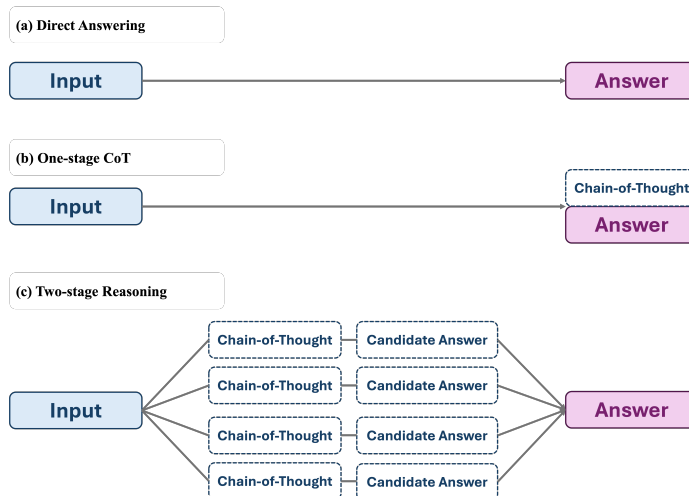 (a) Direct Answering
Input
Answer
(b) One-stage CoT
Chain-of-Thought
Input
Answer
(c) Two-stage Reasoning
Chain-of-Thought
Candidate Answer
Chain-of-Thought
Candidate Answer
Input
Answer
Chain-of-Thought
Candidate Answer
Chain-of-Thought
Candidate Answer